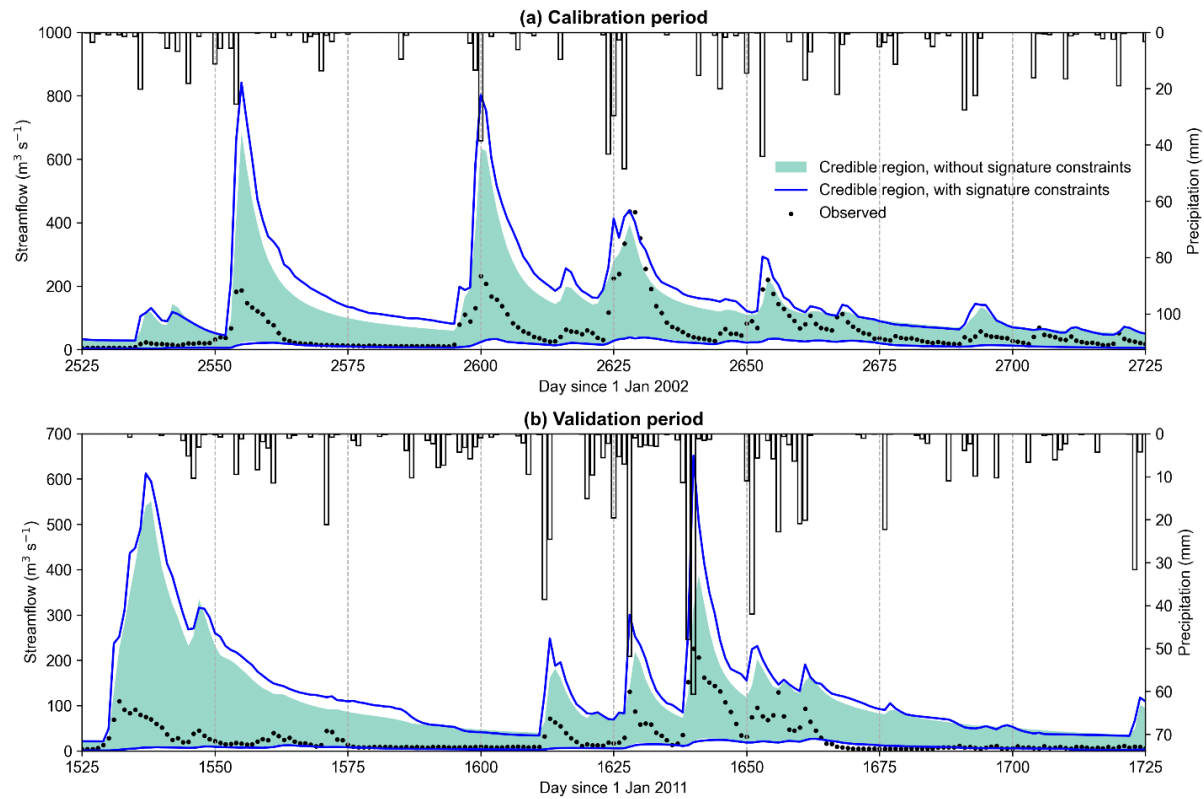 (a) Calibration period
1000
800
600
400
200
0
Streamflow (m³ s⁻¹)
0
20
40
60
80
100
Precipitation (mm)
Credible region, without signature constraints
Credible region, with signature constraints
Observed
2525 2550 2575 2600 2625 2650 2675 2700 2725
Day since 1 Jan 2002
(b) Validation period
700
600
500
400
300
200
100
0
Streamflow (m³ s⁻¹)
0
10
20
30
40
50
60
70
Precipitation (mm)
1525 1550 1575 1600 1625 1650 1675 1700 1725
Day since 1 Jan 2011